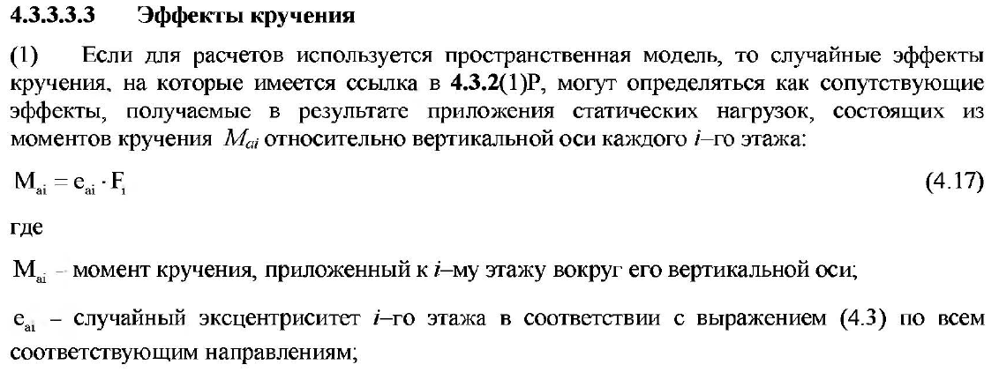 4.3.3.3.3 Эффекты кручения
(1) Если для расчетов используется пространственная модель, то случайные эффекты
кручения, на которые имеется ссылка в 4.3.2(1)P, могут определяться как сопутствующие
эффекты, получаемые в результате приложения статических нагрузок, состоящих из
моментов кручения Mai относительно вертикальной оси каждого i–го этажа:
Mai = eai · Fi (4.17)
где
Mai – момент кручения, приложенный к i–му этажу вокруг его вертикальной оси;
eai – случайный эксцентриситет i–го этажа в соответствии с выражением (4.3) по всем
соответствующим направлениям;